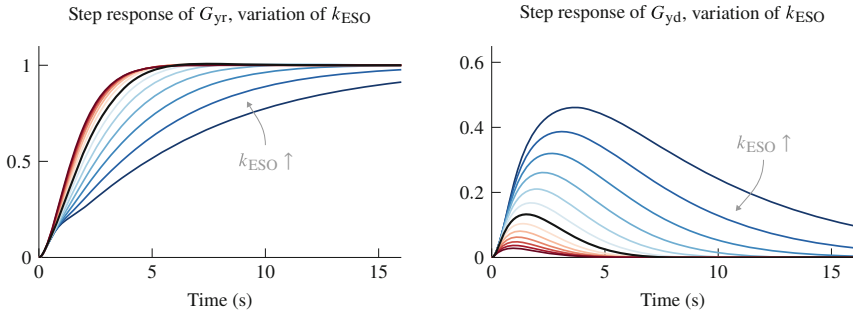 Step response of G_yr, variation of k_ESO
1
0.5
k_ESO ↑
0
5
10
15
Time (s)
Step response of G_yd, variation of k_ESO
0.6
0.4
k_ESO ↑
0.2
0
0
5
10
15
Time (s)